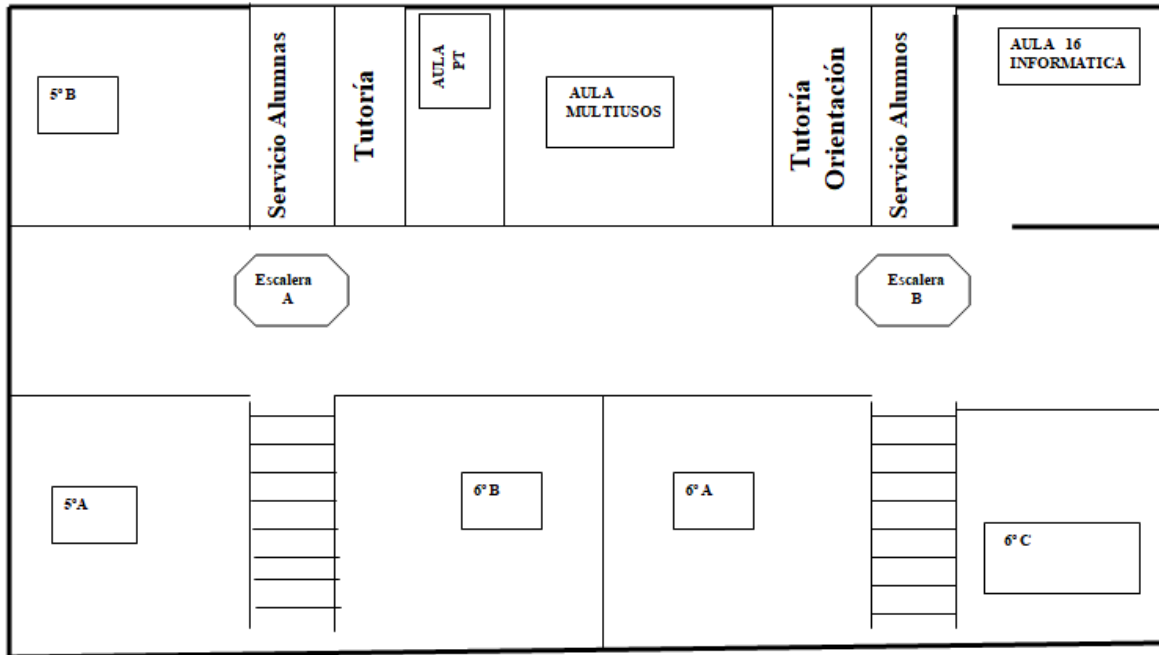 5º B
Servicio Alumnas
Tutoría
AULA
PT
AULA
MULTIUSOS
Tutoría
Orientación
Servicio Alumnos
AULA 16
INFORMATICA
Escalera
A
Escalera
B
5ºA
6º B
6º A
6º C